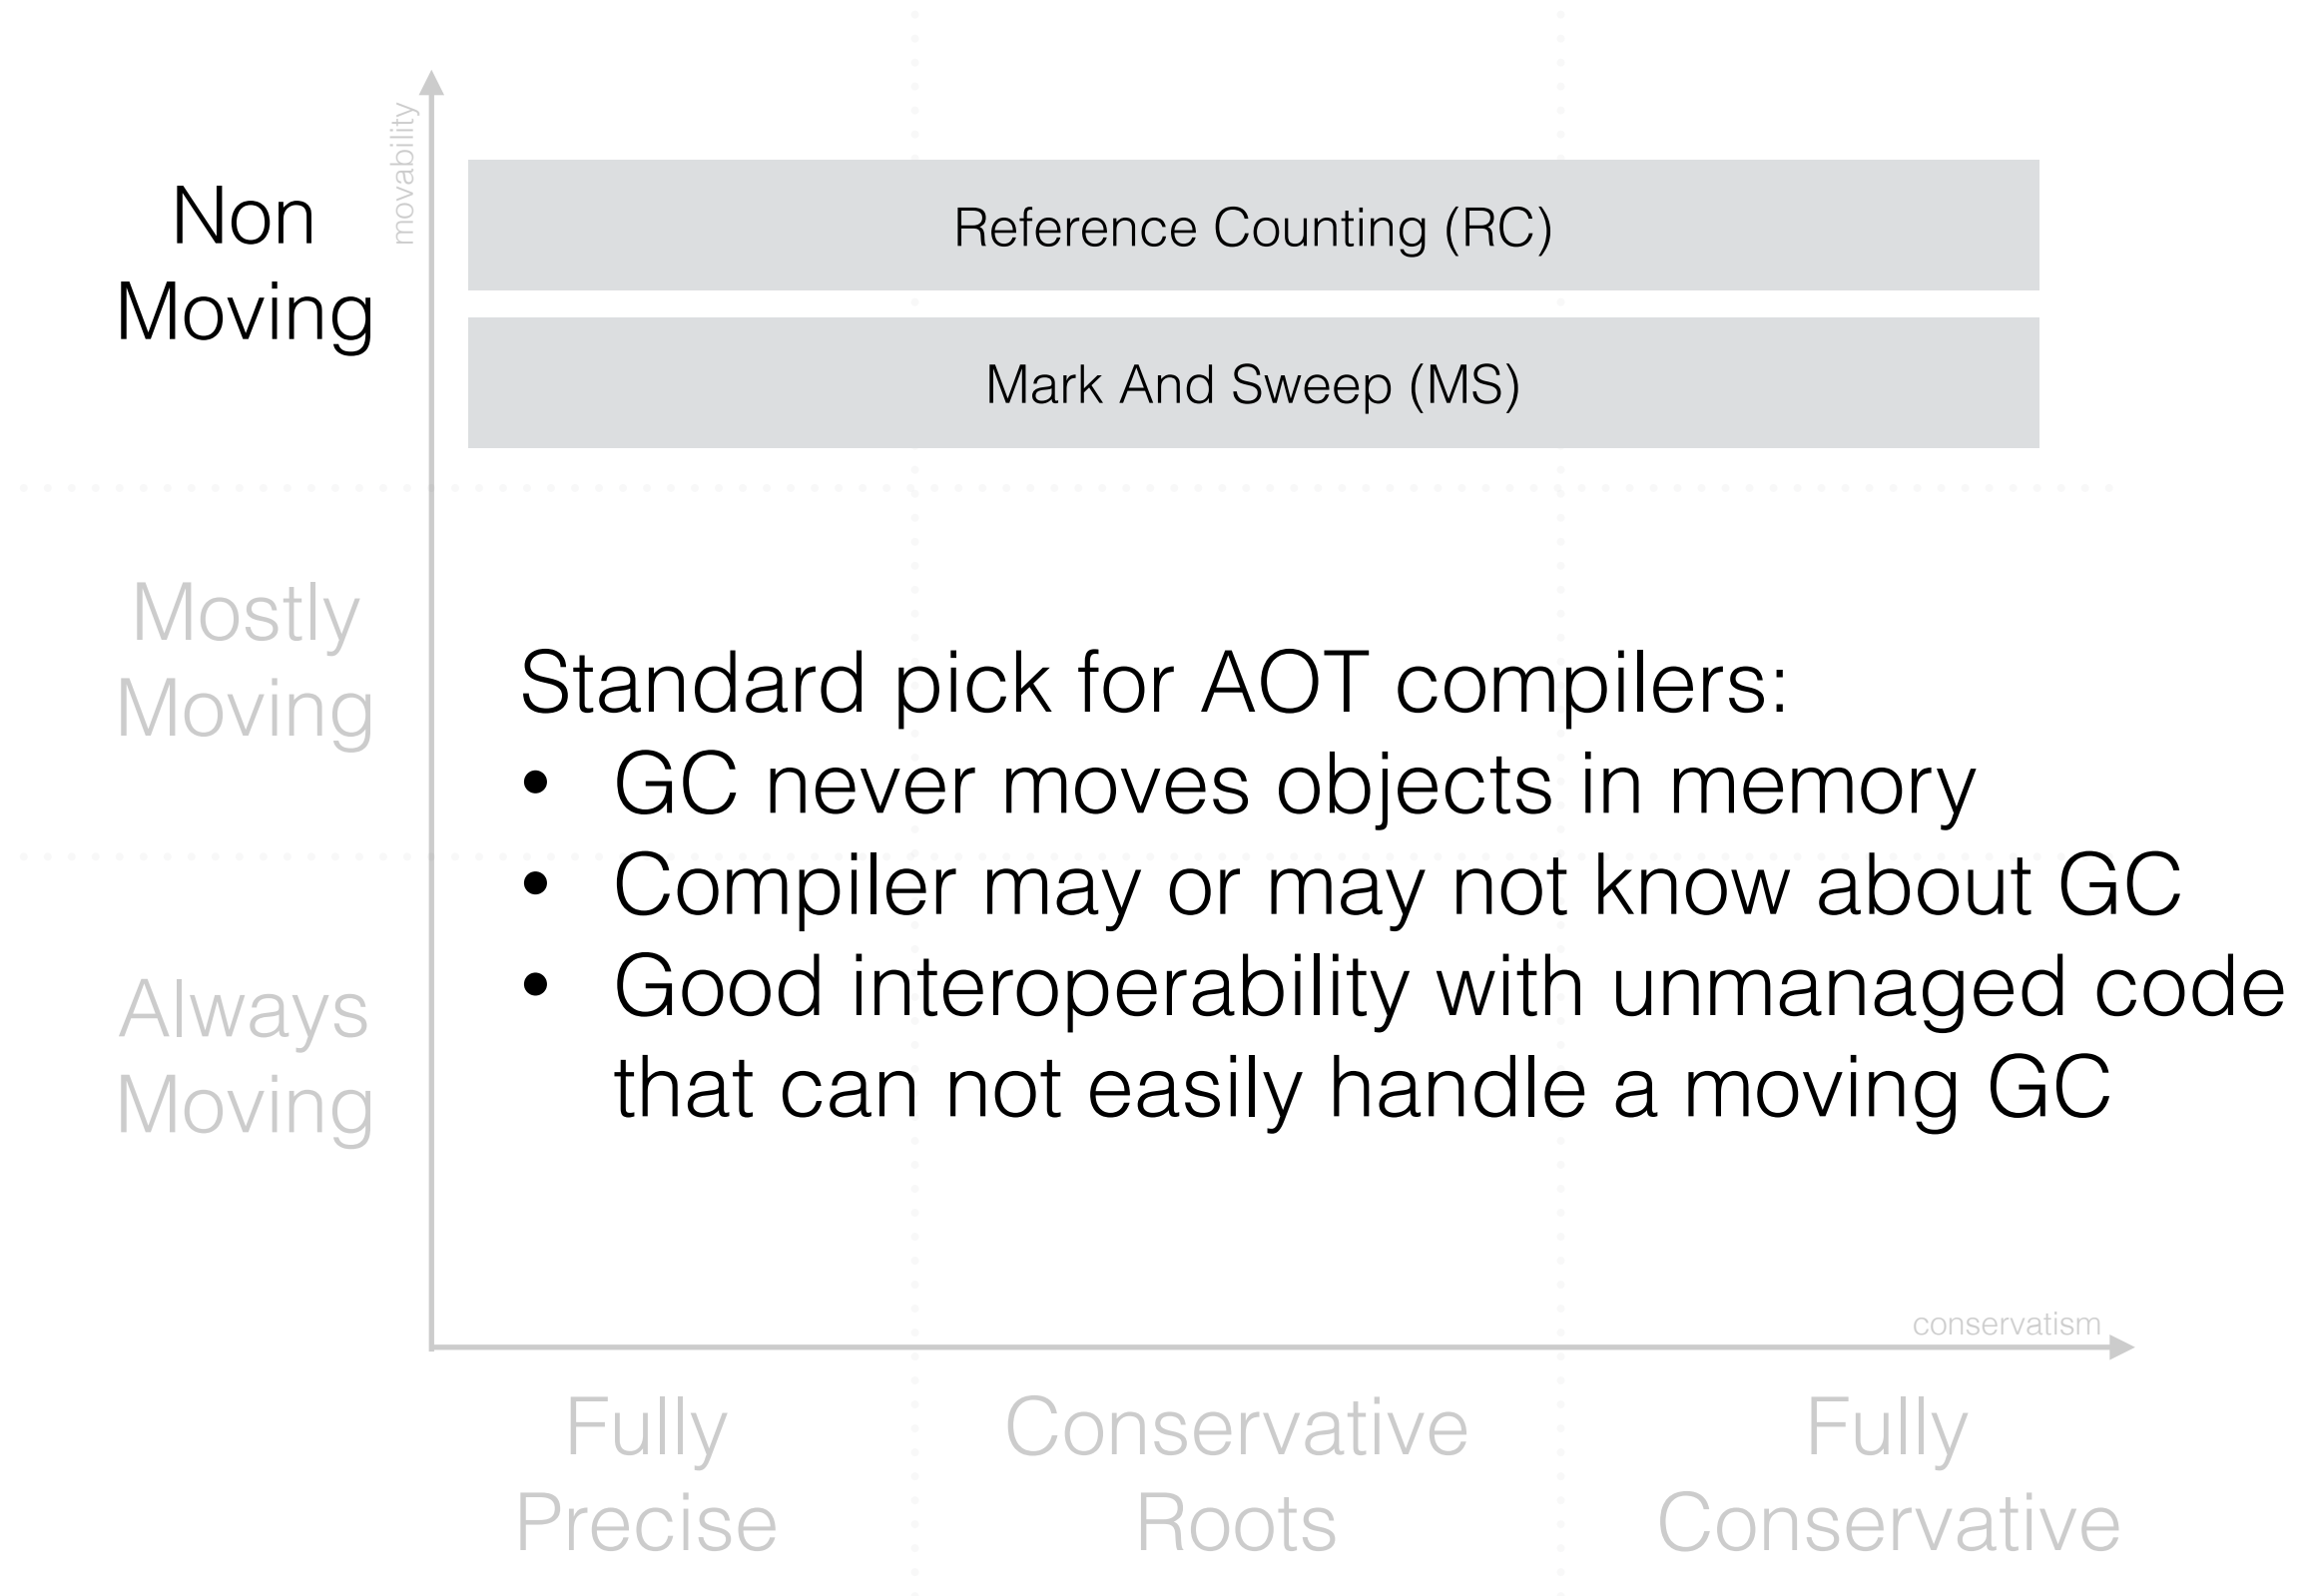 movability
Non
Moving
Reference Counting (RC)
Mark And Sweep (MS)
Mostly
Moving
Standard pick for AOT compilers:
• GC never moves objects in memory
• Compiler may or may not know about GC
• Good interoperability with unmanaged code
that can not easily handle a moving GC
Always
Moving
conservatism
Fully
Precise
Conservative
Roots
Fully
Conservative